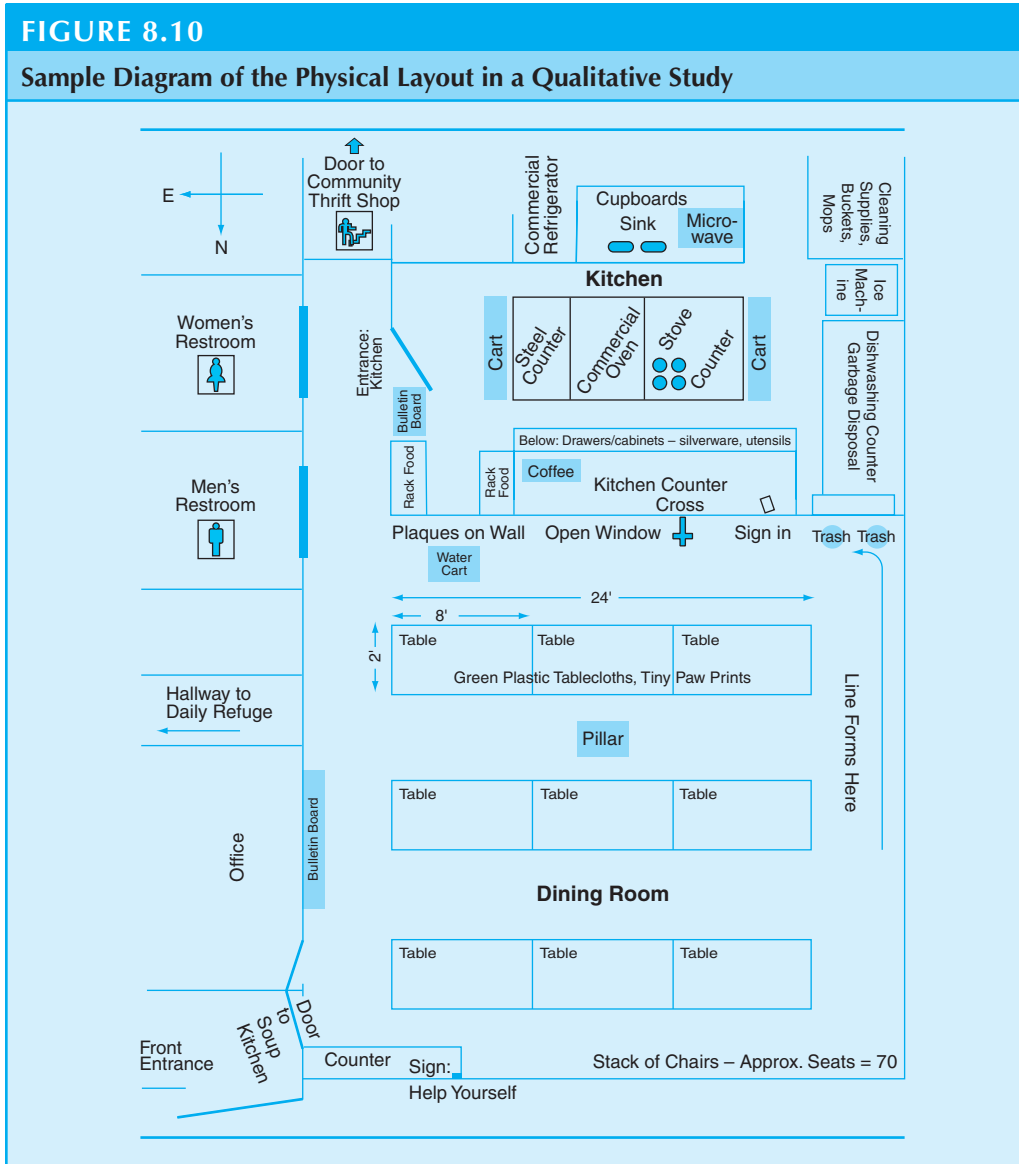 FIGURE 8.10
Sample Diagram of the Physical Layout in a Qualitative Study
E
N
Door to
Community
Thrift Shop
Commercial
Refrigerator
Cupboards
Sink
Micro-
wave
Cleaning
Supplies,
Buckets,
Mops
Kitchen
Ice
Mach-
ine
Women's
Restroom
Entrance:
Kitchen
Cart
Steel
Counter
Commercial
Oven
Stove
Counter
Cart
Dishwashing Counter
Garbage Disposal
Bulletin
Board
Below: Drawers/cabinets – silverware, utensils
Rack Food
Rack
Food
Coffee
Kitchen Counter
Cross
Men's
Restroom
Plaques on Wall
Open Window
Sign in
Trash
Trash
Water
Cart
24'
8'
2'
Table
Table
Table
Green Plastic Tablecloths, Tiny Paw Prints
Line Forms Here
Hallway to
Daily Refuge
Pillar
Table
Table
Table
Office
Bulletin Board
Dining Room
Table
Table
Table
Door
to
Soup
Kitchen
Front
Entrance
Counter
Sign:
Help Yourself
Stack of Chairs – Approx. Seats = 70